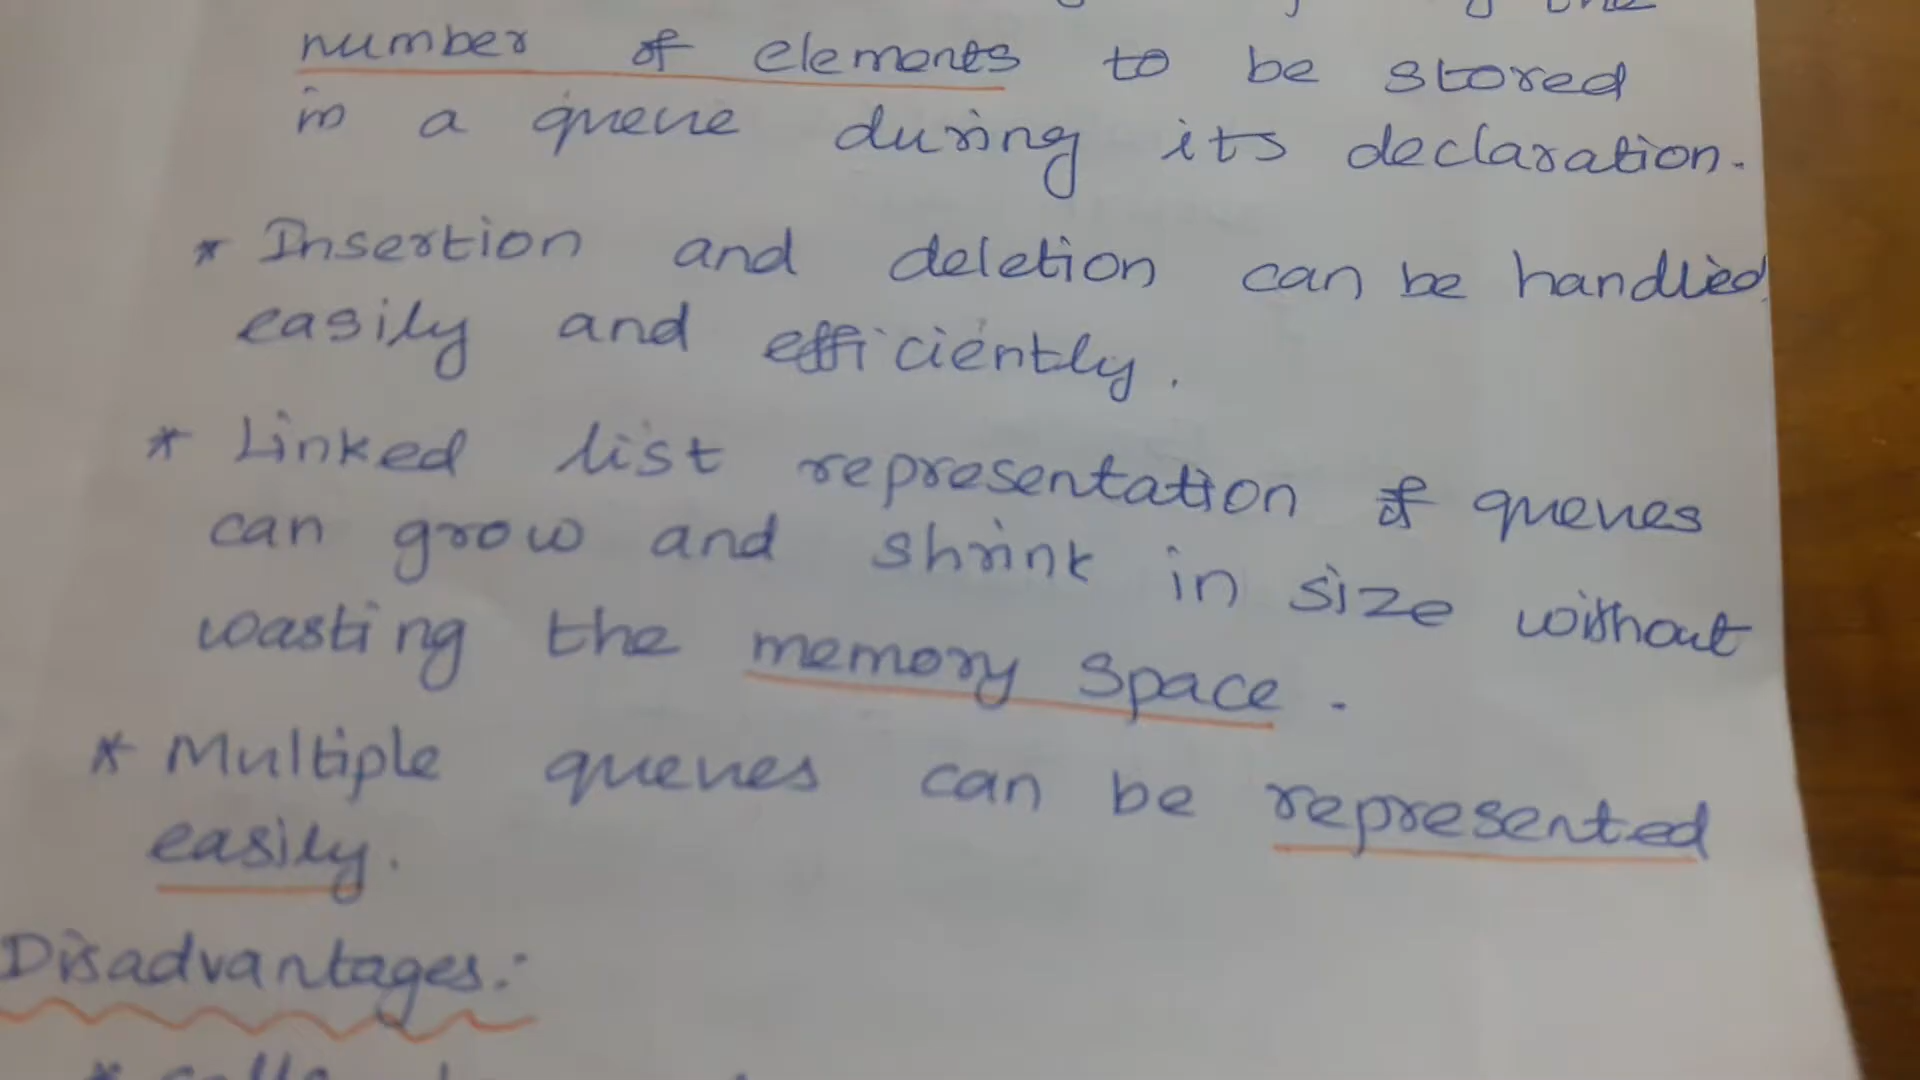 the
number of elements to be stored
in a queue during its declaration.
* Insertion and deletion can be handled
easily and efficiently.
* Linked list representation of queues
can grow and shrink in size without
wasting the memory space.
* Multiple queues can be represented
easily.
Disadvantages: